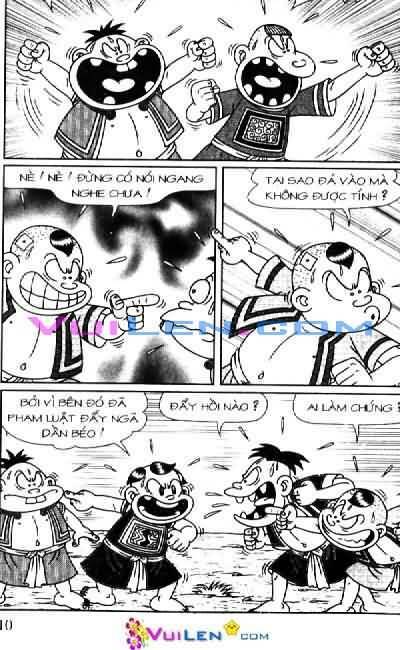 NÈ ! NÈ ! ĐỪNG CÓ NÓI NGANG
NGHE CHƯA !
TẠI SAO ĐÁ VÀO MÀ
KHÔNG ĐƯỢC TÍNH ?
VUILEN.COM
BỞI VÌ BÊN ĐÓ ĐÃ
PHẠM LUẬT ĐẨY NGÃ
DẦN BÉO !
ĐẨY HỒI NÀO ?
AI LÀM CHỨNG ?
10
VUILEN.COM